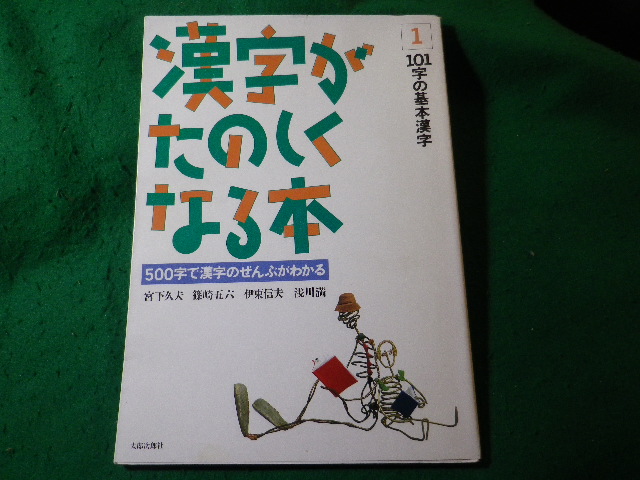 漢字が
たのしく
なる本
1
101字の基本漢字
500字で漢字のぜんぶがわかる
宮下久夫 篠崎五六 伊東信夫 浅川満
太郎次郎社